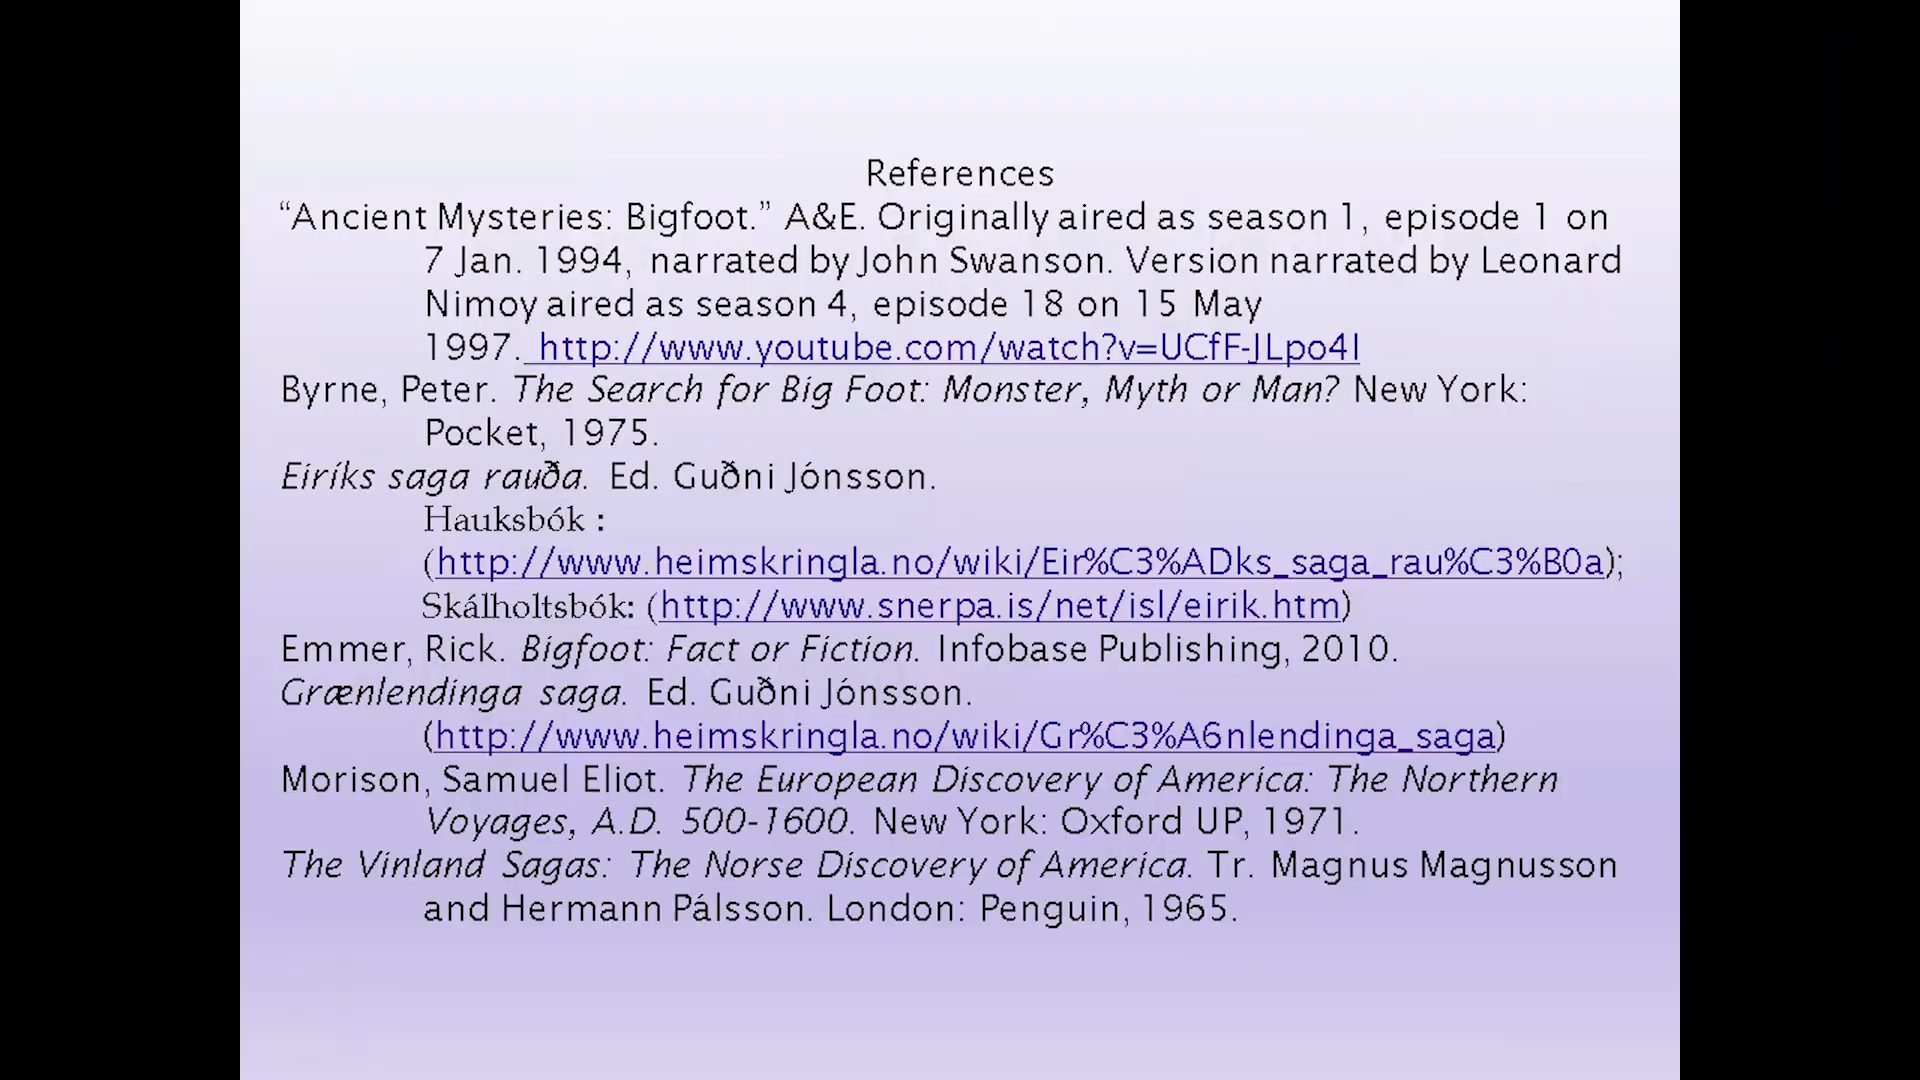 References
“Ancient Mysteries: Bigfoot.” A&E. Originally aired as season 1, episode 1 on
7 Jan. 1994, narrated by John Swanson. Version narrated by Leonard
Nimoy aired as season 4, episode 18 on 15 May
1997. http://www.youtube.com/watch?v=UCfF-JLpo4I
Byrne, Peter. The Search for Big Foot: Monster, Myth or Man? New York:
Pocket, 1975.
Eiríks saga rauða. Ed. Guðni Jónsson.
Hauksbók :
(http://www.heimskringla.no/wiki/Eir%C3%ADks_saga_rau%C3%B0a);
Skálholtsbók: (http://www.snerpa.is/net/isl/eirik.htm)
Emmer, Rick. Bigfoot: Fact or Fiction. Infobase Publishing, 2010.
Grænlendinga saga. Ed. Guðni Jónsson.
(http://www.heimskringla.no/wiki/Gr%C3%A6nlendinga_saga)
Morison, Samuel Eliot. The European Discovery of America: The Northern
Voyages, A.D. 500-1600. New York: Oxford UP, 1971.
The Vinland Sagas: The Norse Discovery of America. Tr. Magnus Magnusson
and Hermann Pálsson. London: Penguin, 1965.